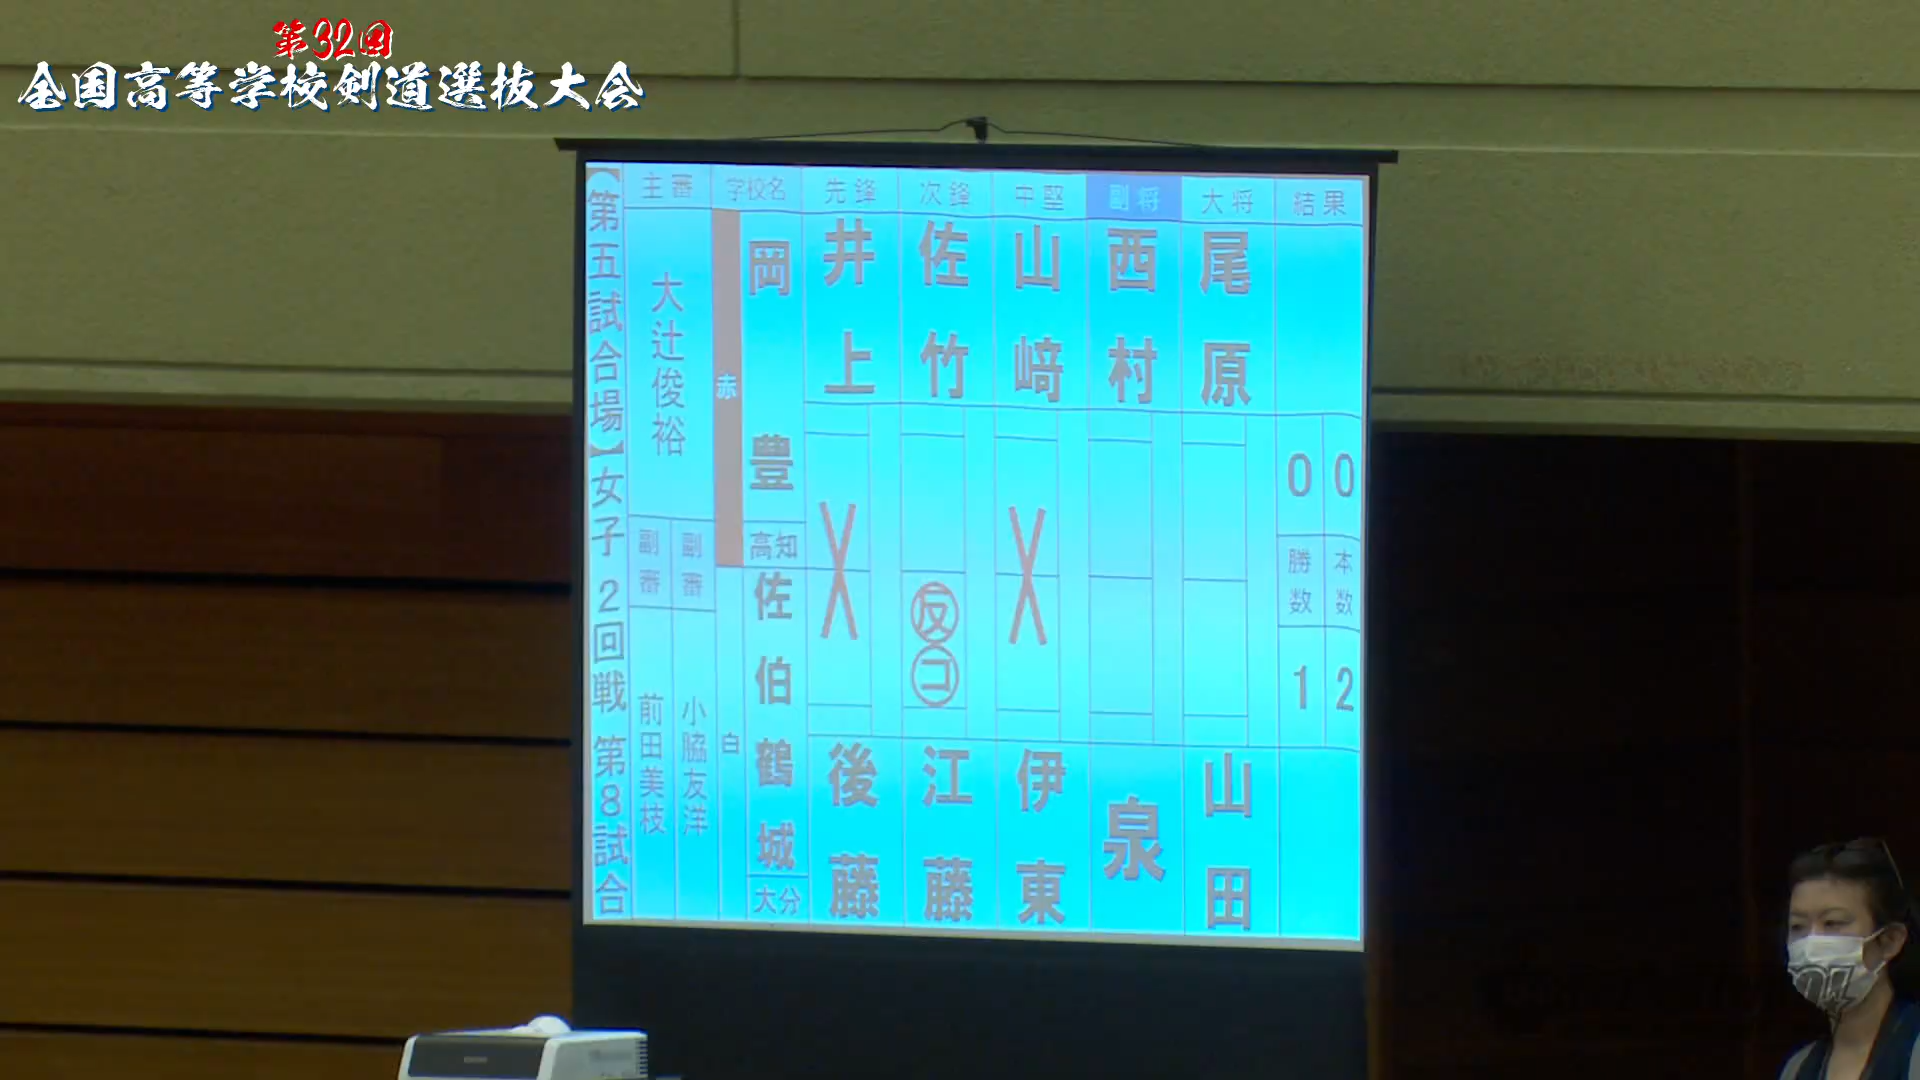 第32回
全国高等学校剣道選抜大会
【第五試合場】女子 2回戦 第8試合
主審
学校名
先鋒
次鋒
中堅
副将
大将
結果
大辻俊裕
赤
岡豊
高知
井上
佐竹
山﨑
西村
尾原
0
0
副審
副審
勝数
本数
反
コ
1
2
前田美枝
小脇友洋
白
佐伯鶴城
大分
後藤
江藤
伊東
泉
山田